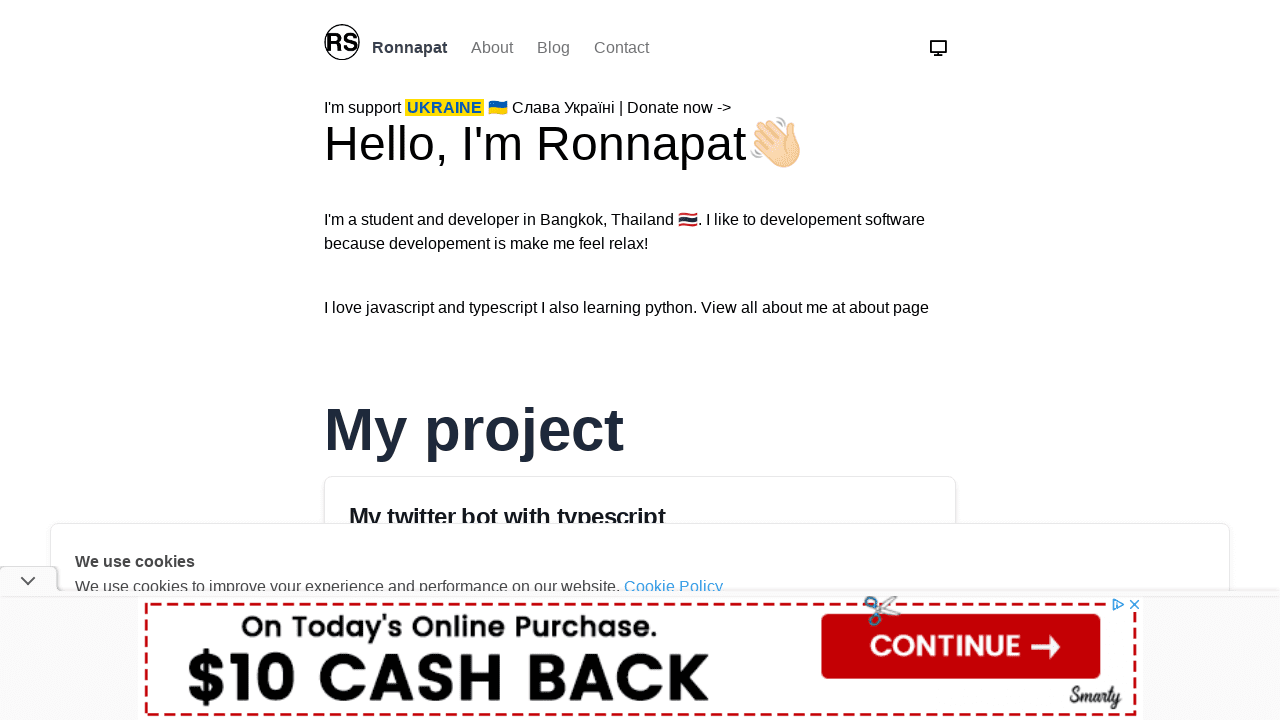 RS Ronnapat About Blog Contact
I'm support UKRAINE 🇺🇦 Слава Україні | Donate now ->
Hello, I'm Ronnapat👋🏻
I'm a student and developer in Bangkok, Thailand 🇹🇭. I like to developement software
because developement is make me feel relax!
I love javascript and typescript I also learning python. View all about me at about page
My project
My twitter bot with typescript
We use cookies
We use cookies to improve your experience and performance on our website. Cookie Policy
On Today's Online Purchase.
$10 CASH BACK
CONTINUE →
Smarty